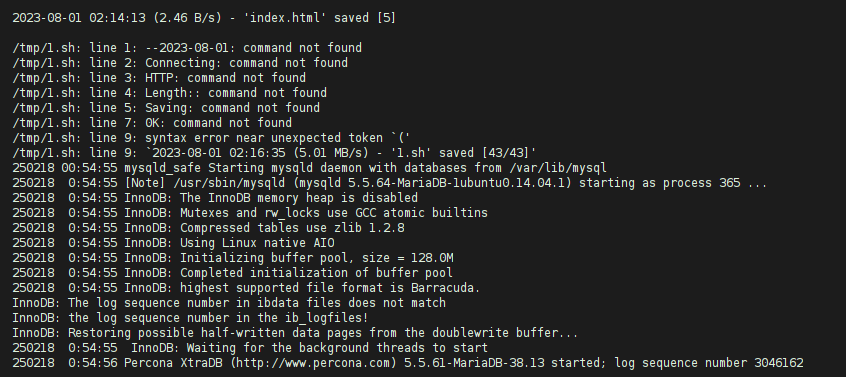 2023-08-01 02:14:13 (2.46 B/s) - 'index.html' saved [5]
/tmp/1.sh: line 1: --2023-08-01: command not found
/tmp/1.sh: line 2: Connecting: command not found
/tmp/1.sh: line 3: HTTP: command not found
/tmp/1.sh: line 4: Length:: command not found
/tmp/1.sh: line 5: Saving: command not found
/tmp/1.sh: line 7: OK: command not found
/tmp/1.sh: line 9: syntax error near unexpected token `('
/tmp/1.sh: line 9: `2023-08-01 02:16:35 (5.01 MB/s) - '1.sh' saved [43/43]'
250218 00:54:55 mysqld_safe Starting mysqld daemon with databases from /var/lib/mysql
250218  0:54:55 [Note] /usr/sbin/mysqld (mysqld 5.5.64-MariaDB-1ubuntu0.14.04.1) starting as process 365 ...
250218  0:54:55 InnoDB: The InnoDB memory heap is disabled
250218  0:54:55 InnoDB: Mutexes and rw_locks use GCC atomic builtins
250218  0:54:55 InnoDB: Compressed tables use zlib 1.2.8
250218  0:54:55 InnoDB: Using Linux native AIO
250218  0:54:55 InnoDB: Initializing buffer pool, size = 128.0M
250218  0:54:55 InnoDB: Completed initialization of buffer pool
250218  0:54:55 InnoDB: highest supported file format is Barracuda.
InnoDB: The log sequence number in ibdata files does not match
InnoDB: the log sequence number in the ib_logfiles!
InnoDB: Restoring possible half-written data pages from the doublewrite buffer...
250218  0:54:55  InnoDB: Waiting for the background threads to start
250218  0:54:56 Percona XtraDB (http://www.percona.com) 5.5.61-MariaDB-38.13 started; log sequence number 3046162